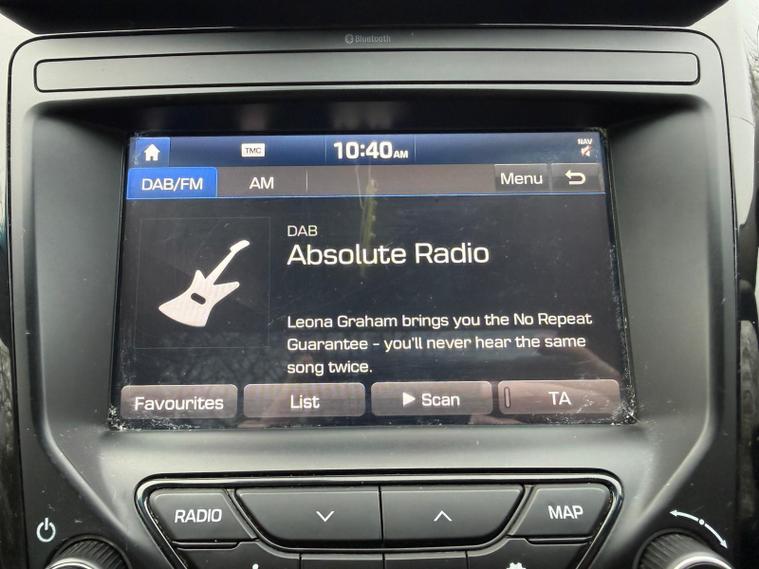 Bluetooth
TMC 10:40AM NAV
DAB/FM AM Menu
DAB
Absolute Radio
Leona Graham brings you the No Repeat
Guarantee - you'll never hear the same
song twice.
Favourites List Scan TA
RADIO MAP